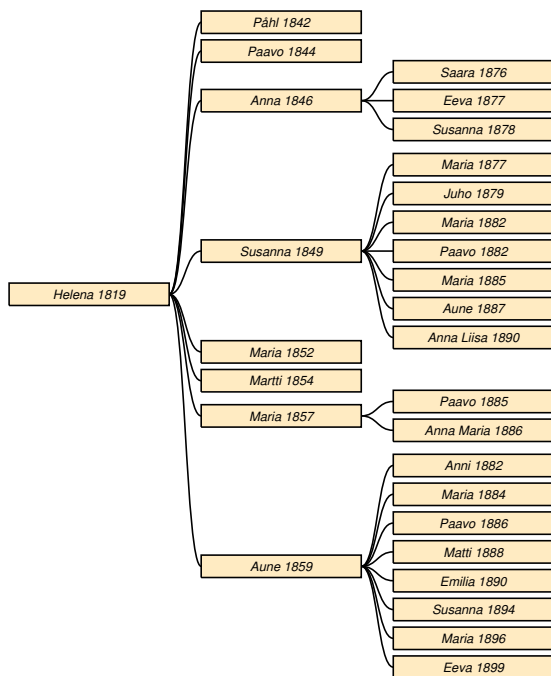 Påhl 1842
Paavo 1844
Anna 1846
Saara 1876
Eeva 1877
Susanna 1878
Maria 1877
Juho 1879
Maria 1882
Susanna 1849
Paavo 1882
Maria 1885
Aune 1887
Anna Liisa 1890
Helena 1819
Maria 1852
Martti 1854
Maria 1857
Paavo 1885
Anna Maria 1886
Anni 1882
Maria 1884
Paavo 1886
Matti 1888
Aune 1859
Emilia 1890
Susanna 1894
Maria 1896
Eeva 1899